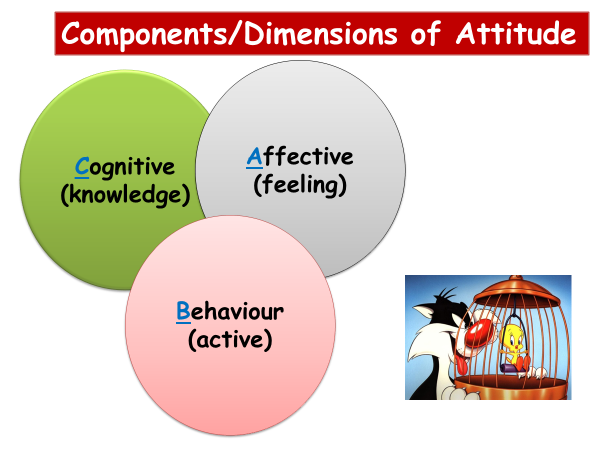 Components/Dimensions of Attitude
Cognitive
(knowledge)
Affective
(feeling)
Behaviour
(active)